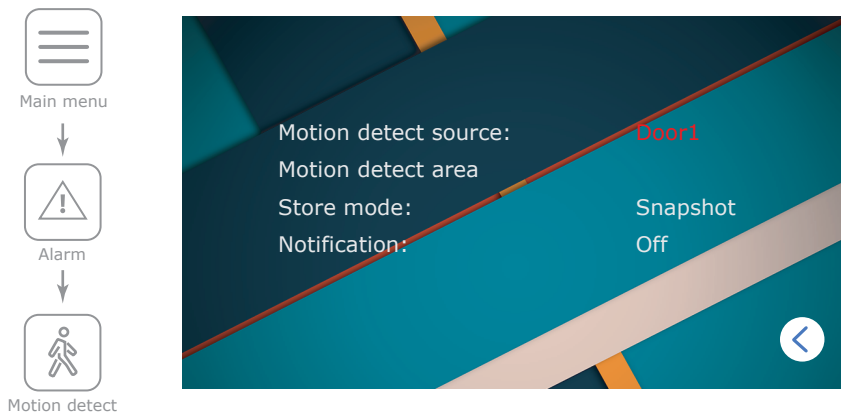 Main menu
Alarm
Motion detect
Motion detect source: Door1
Motion detect area
Store mode: Snapshot
Notification: Off